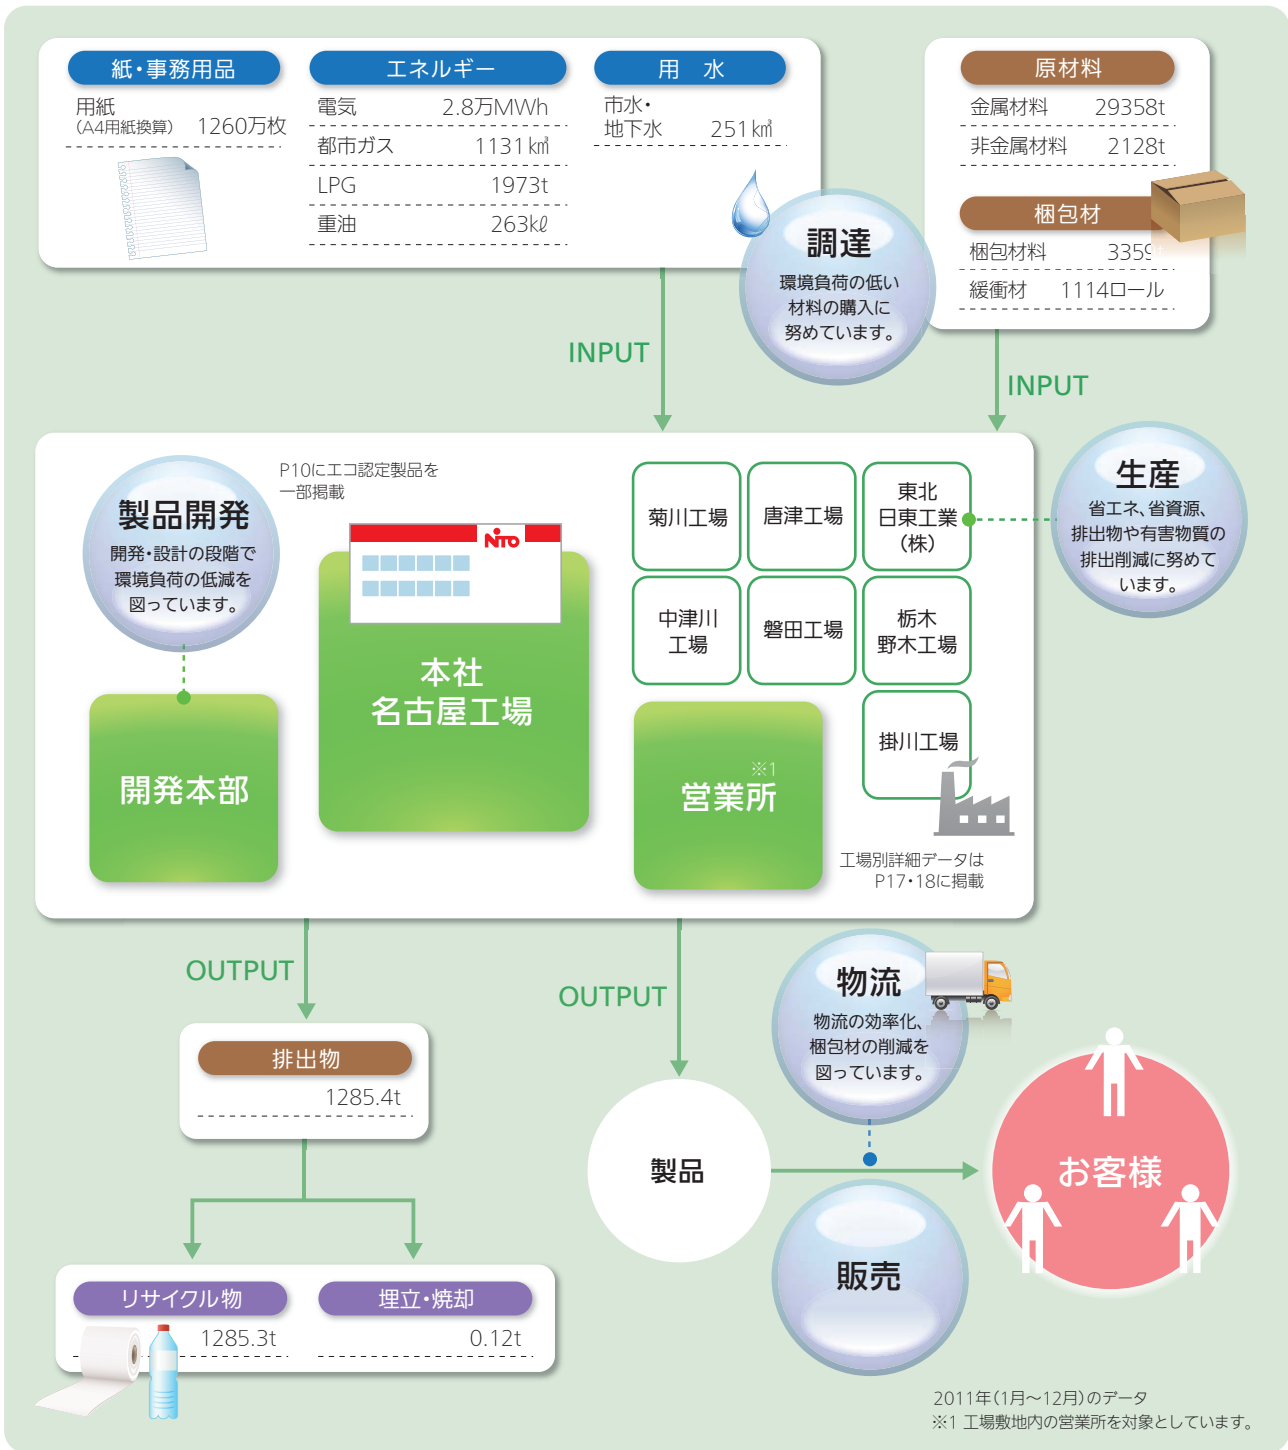 紙・事務用品
用紙
(A4用紙換算) 1260万枚
エネルギー
電気 2.8万MWh
都市ガス 1131km³
LPG 1973t
重油 263kℓ
用 水
市水・
地下水 251km³
原材料
金属材料 29358t
非金属材料 2128t
梱包材
梱包材料 3359t
緩衝材 1114ロール
調達
環境負荷の低い
材料の購入に
努めています。
INPUT
INPUT
製品開発
開発・設計の段階で
環境負荷の低減を
図っています。
P10にエコ認定製品を
一部掲載
NITO
本社
名古屋工場
開発本部
菊川工場
唐津工場
東北
日東工業
(株)
中津川
工場
磐田工場
栃木
野木工場
掛川工場
※1
営業所
工場別詳細データは
P17・18に掲載
生産
省エネ、省資源、
排出物や有害物質の
排出削減に努めて
います。
OUTPUT
OUTPUT
排出物
1285.4t
リサイクル物
1285.3t
埋立・焼却
0.12t
製品
物流
物流の効率化、
梱包材の削減を
図っています。
販売
お客様
2011年(1月〜12月)のデータ
※1 工場敷地内の営業所を対象としています。